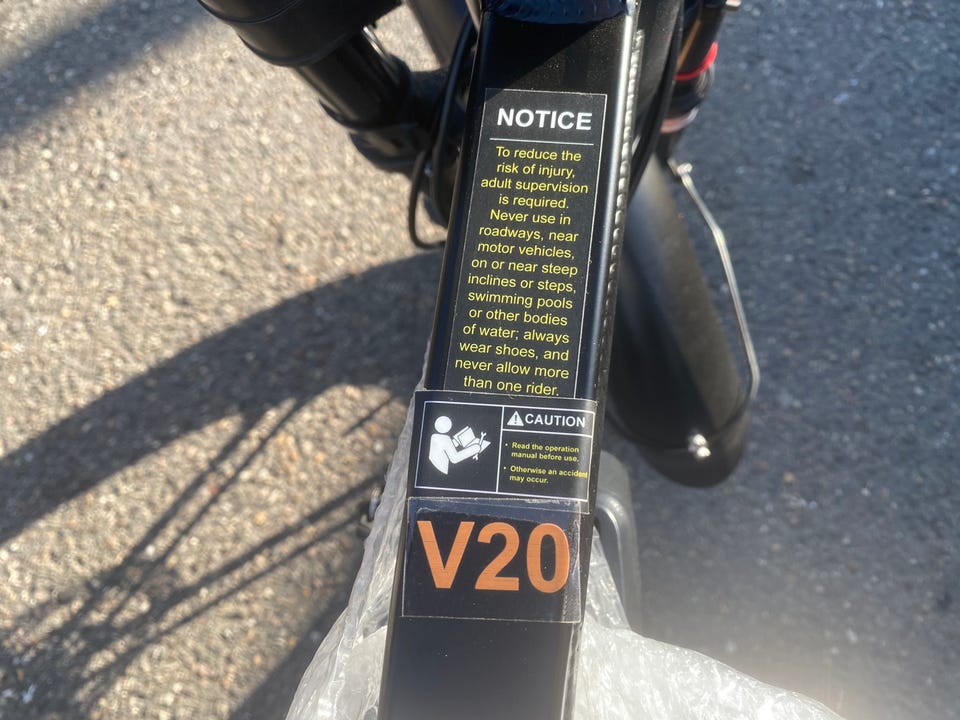 NOTICE
To reduce the
risk of injury,
adult supervision
is required.
Never use in
roadways, near
motor vehicles,
on or near steep
inclines or steps,
swimming pools
or other bodies
of water; always
wear shoes, and
never allow more
than one rider.
CAUTION
• Read the operation
manual before use.
• Otherwise an accident
may occur.
V20